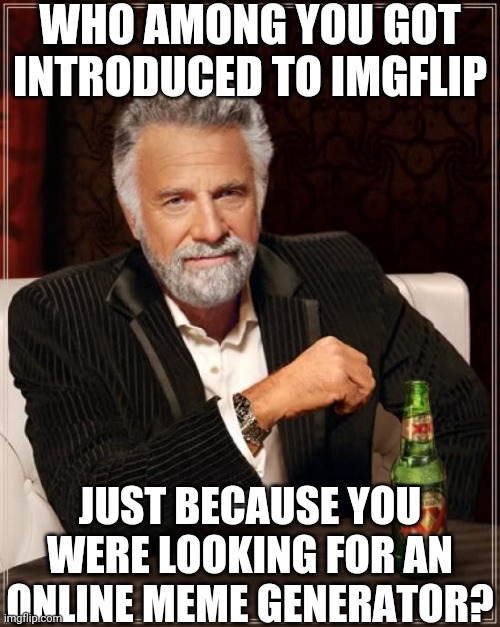 WHO AMONG YOU GOT
INTRODUCED TO IMGFLIP
XX
JUST BECAUSE YOU
WERE LOOKING FOR AN
ONLINE MEME GENERATOR?
imgflip.com